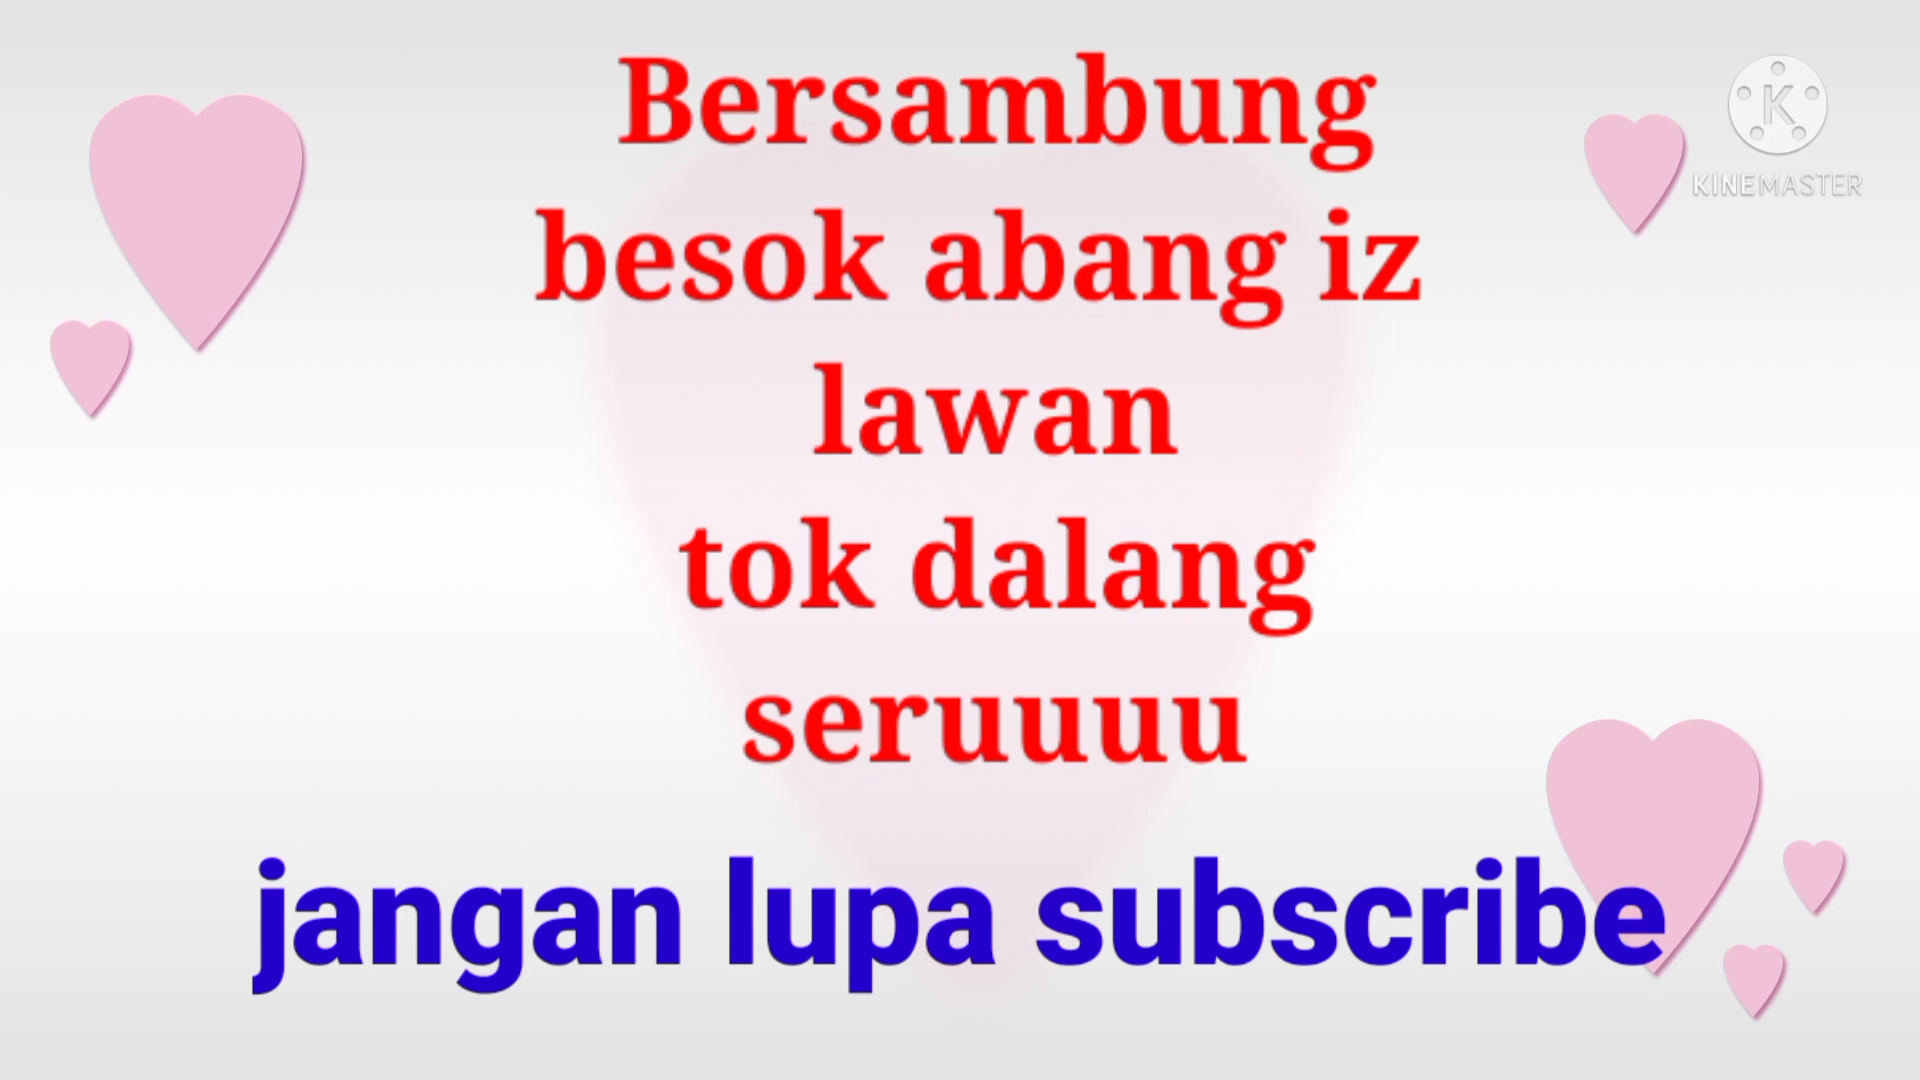 Bersambung
besok abang iz
lawan
tok dalang
seruuuu
jangan lupa subscribe
K
KINEMASTER